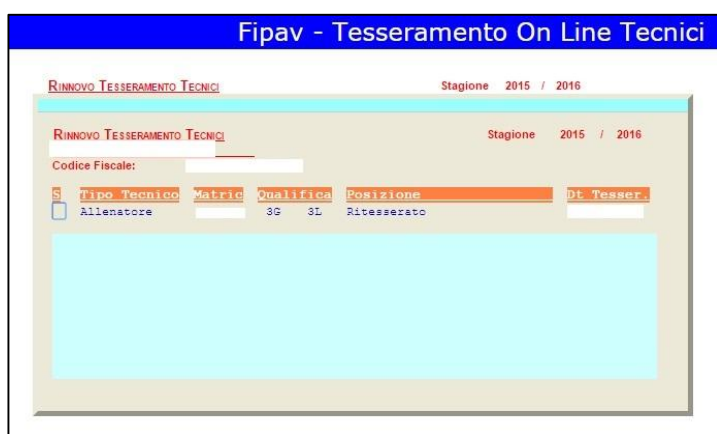 Fipav - Tesseramento On Line Tecnici
RINNOVO TESSERAMENTO TECNICI Stagione 2015 / 2016
RINNOVO TESSERAMENTO TECNICI Stagione 2015 / 2016
Codice Fiscale:
S Tipo Tecnico Matric Qualifica Posizione Dt Tesser.
Allenatore 3G 3L Ritesserato